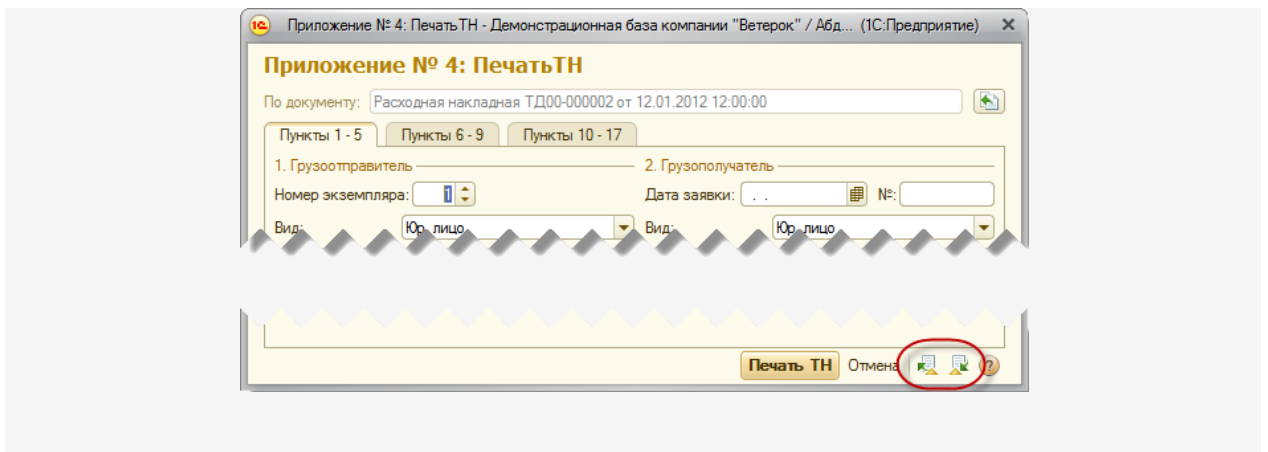 1С Приложение № 4: ПечатьТН - Демонстрационная база компании "Ветерок" / Абд... (1С:Предприятие)
Приложение № 4: ПечатьТН
По документу: Расходная накладная ТД00-000002 от 12.01.2012 12:00:00
Пункты 1 - 5 Пункты 6 - 9 Пункты 10 - 17
1. Грузоотправитель 2. Грузополучатель
Номер экземпляра: 1 Дата заявки: . . №:
Вид: Юр. лицо Вид: Юр. лицо
Печать ТН Отмена ?